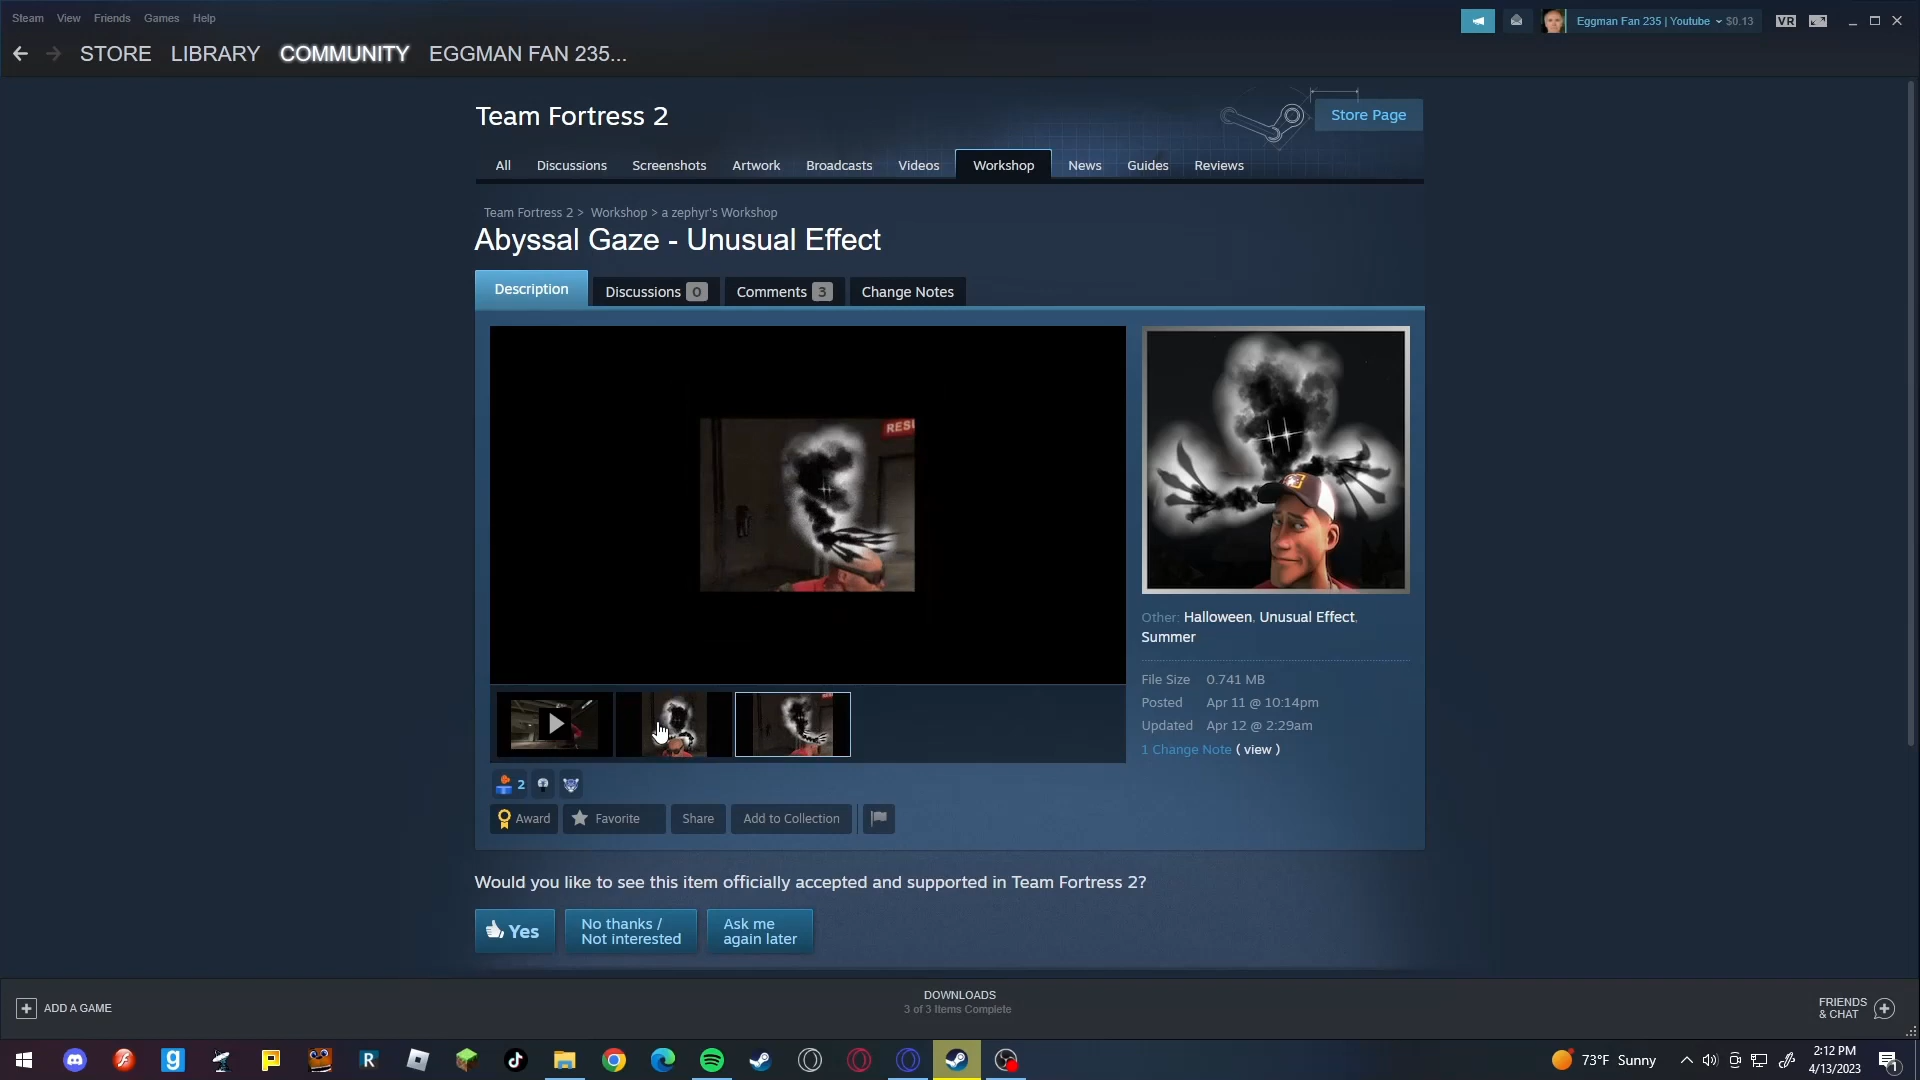 Steam View Friends Games Help
Eggman Fan 235 | Youtube $0.13
VR
STORE LIBRARY COMMUNITY EGGMAN FAN 235...
Team Fortress 2
Store Page
All Discussions Screenshots Artwork Broadcasts Videos Workshop News Guides Reviews
Team Fortress 2 > Workshop > a zephyr's Workshop
Abyssal Gaze - Unusual Effect
Description Discussions 0 Comments 3 Change Notes
RESU
Other: Halloween, Unusual Effect,
Summer
File Size 0.741 MB
Posted Apr 11 @ 10:14pm
Updated Apr 12 @ 2:29am
1 Change Note ( view )
2
Award Favorite Share Add to Collection
Would you like to see this item officially accepted and supported in Team Fortress 2?
Yes
No thanks /
Not interested
Ask me
again later
ADD A GAME
DOWNLOADS
3 of 3 Items Complete
FRIENDS
& CHAT
73°F Sunny
2:12 PM
4/13/2023
1